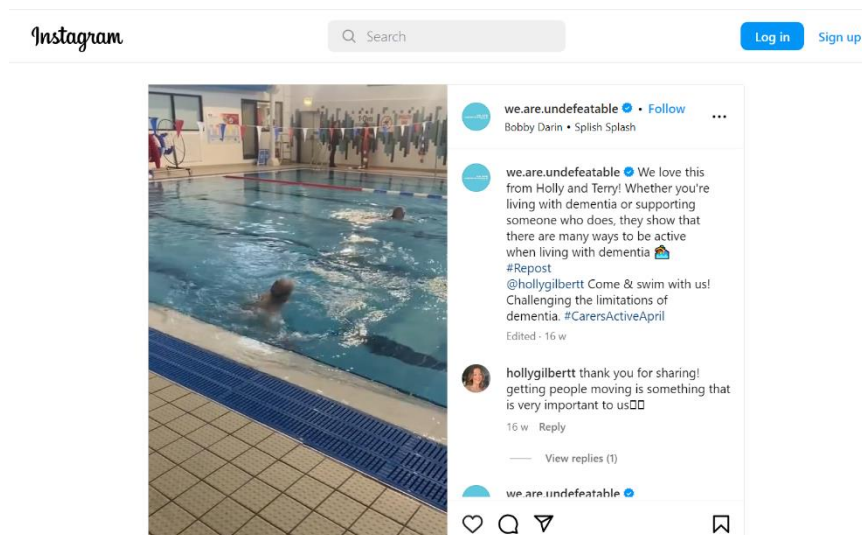 Instagram
Search
Log in
Sign up
we.are.undefeatable • Follow
Bobby Darin • Splish Splash
we.are.undefeatable We love this
from Holly and Terry! Whether you're
living with dementia or supporting
someone who does, they show that
there are many ways to be active
when living with dementia
#Repost
@hollygilbertt Come & swim with us!
Challenging the limitations of
dementia. #CarersActiveApril
Edited · 16 w
hollygilbertt thank you for sharing!
getting people moving is something that
is very important to us
16 w Reply
View replies (1)
we.are.undefeatable